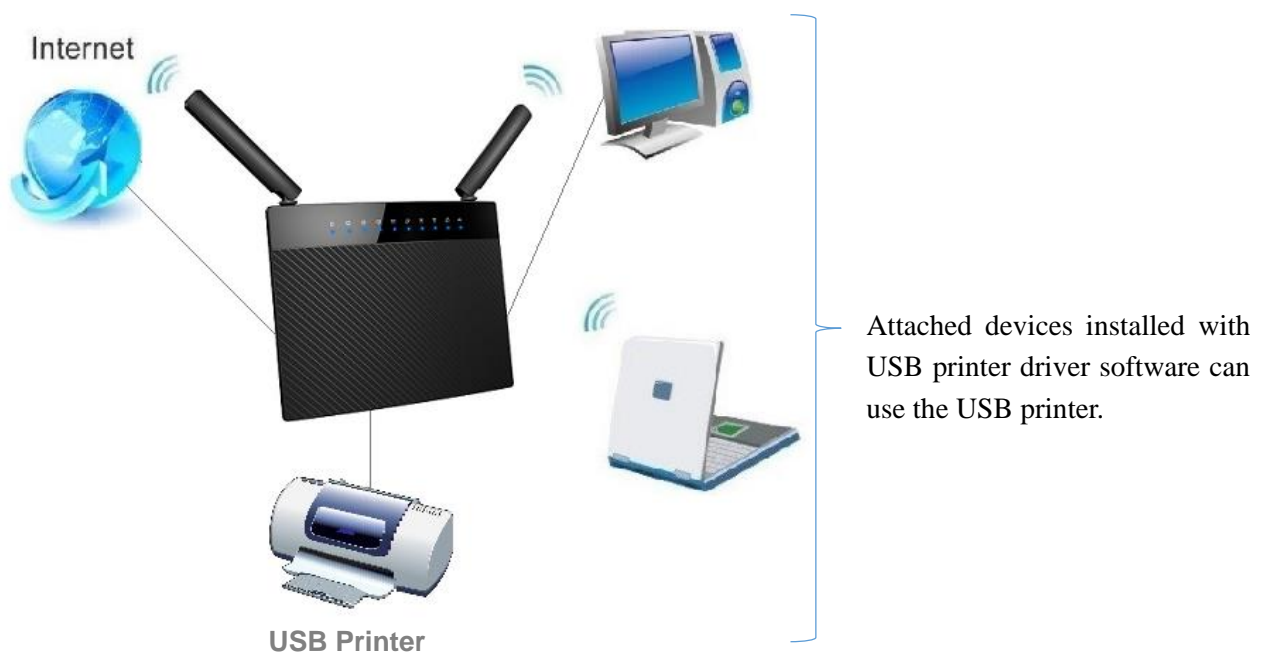 Internet
Attached devices installed with
USB printer driver software can
use the USB printer.
USB Printer